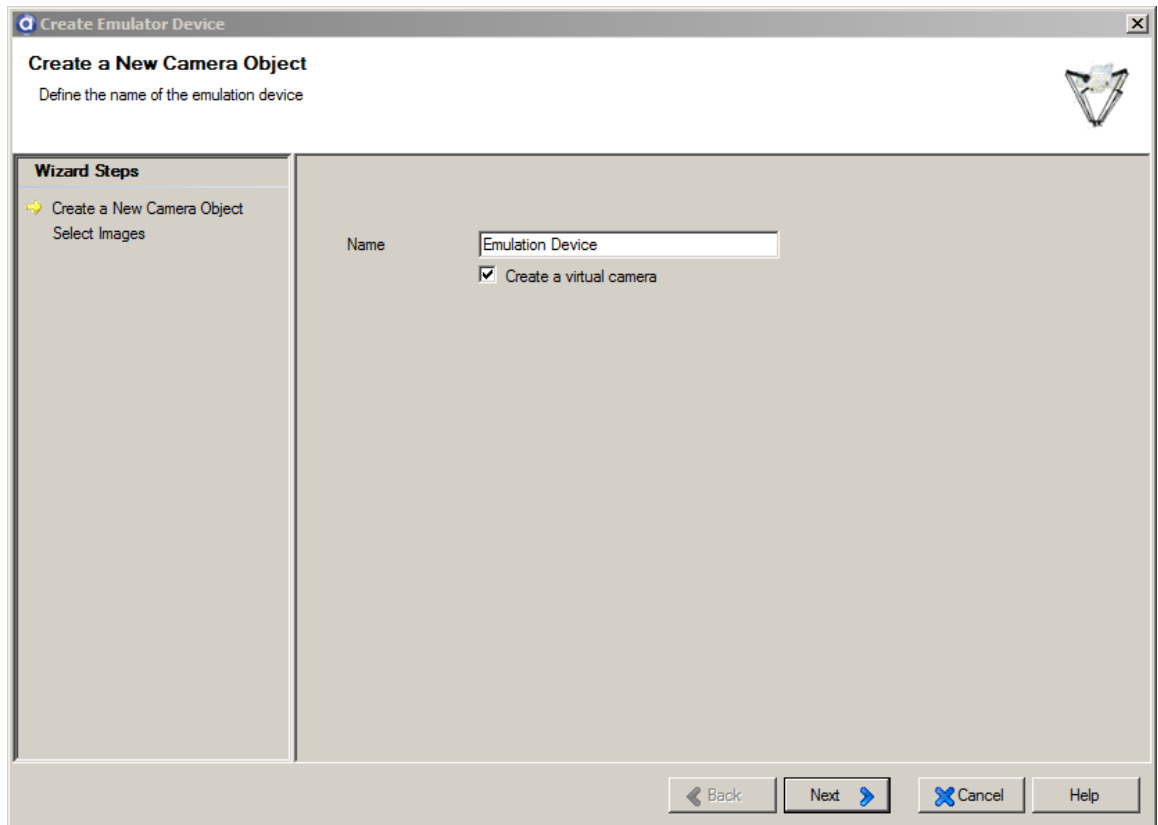 Create Emulator Device
Create a New Camera Object
Define the name of the emulation device
Wizard Steps
Create a New Camera Object
Select Images
Name
Emulation Device
Create a virtual camera
Back
Next
Cancel
Help